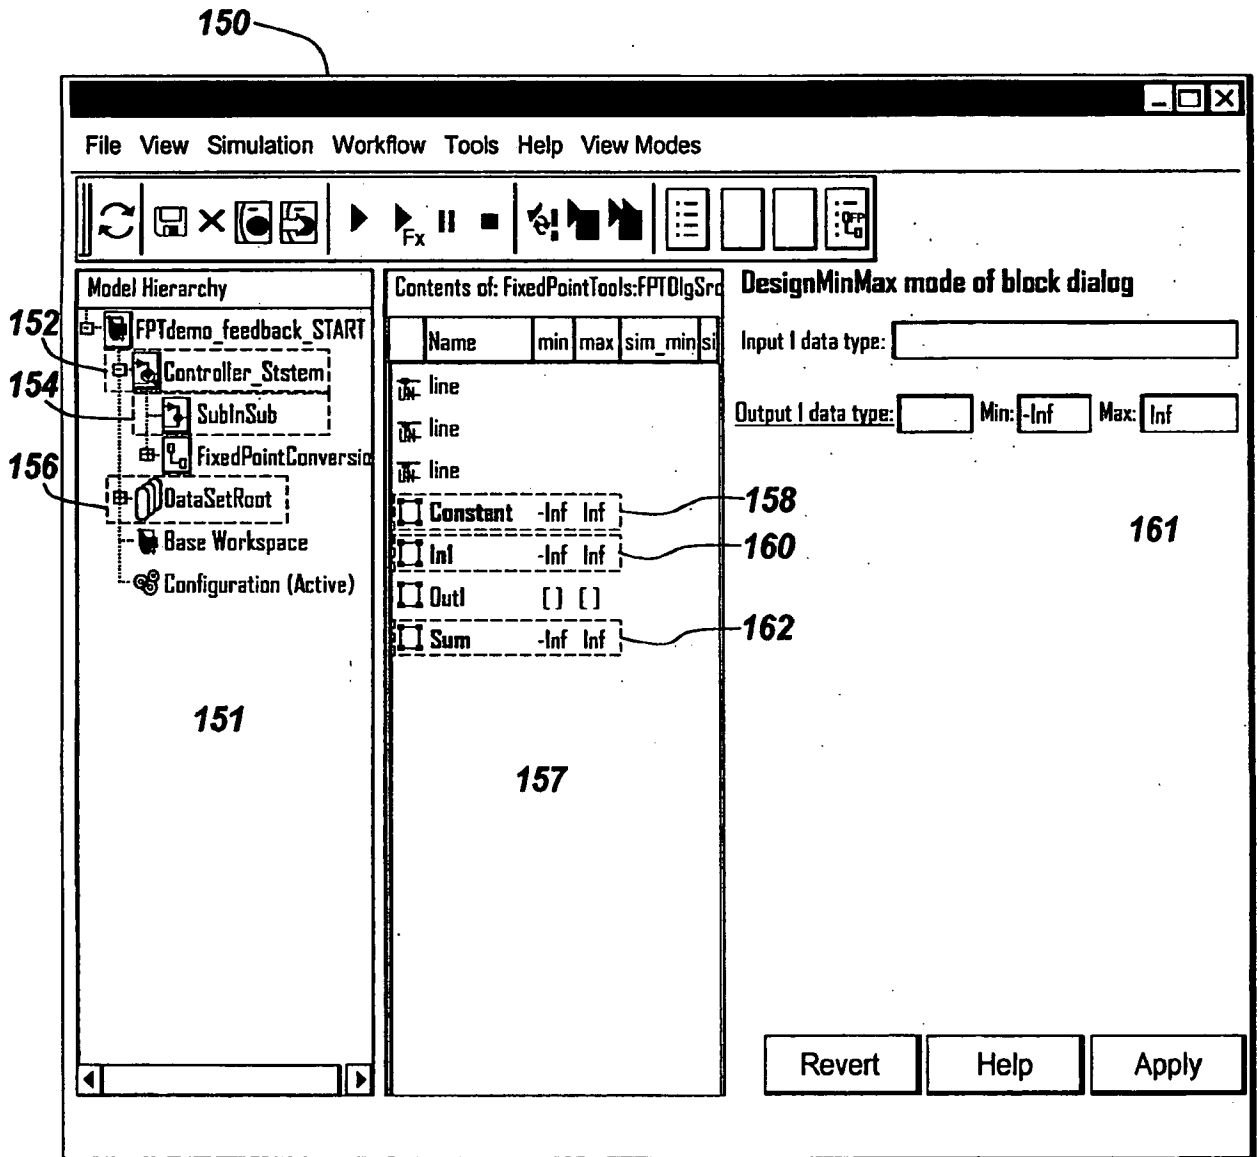 150
File View Simulation Workflow Tools Help View Modes
Fx
QFP
Model Hierarchy
FPTdemo_feedback_START
152
Controller_Ststem
154
SubInSub
FixedPointConversio
156
DataSetRoot
Base Workspace
Configuration (Active)
151
Contents of: FixedPointTools:FPTDlgSrc
Name min max sim_min si
line
line
line
Constant -Inf Inf
158
In1 -Inf Inf
160
Out1 [ ] [ ]
Sum -Inf Inf
162
157
DesignMinMax mode of block dialog
Input 1 data type:
Output 1 data type: Min: -Inf Max: Inf
161
Revert Help Apply